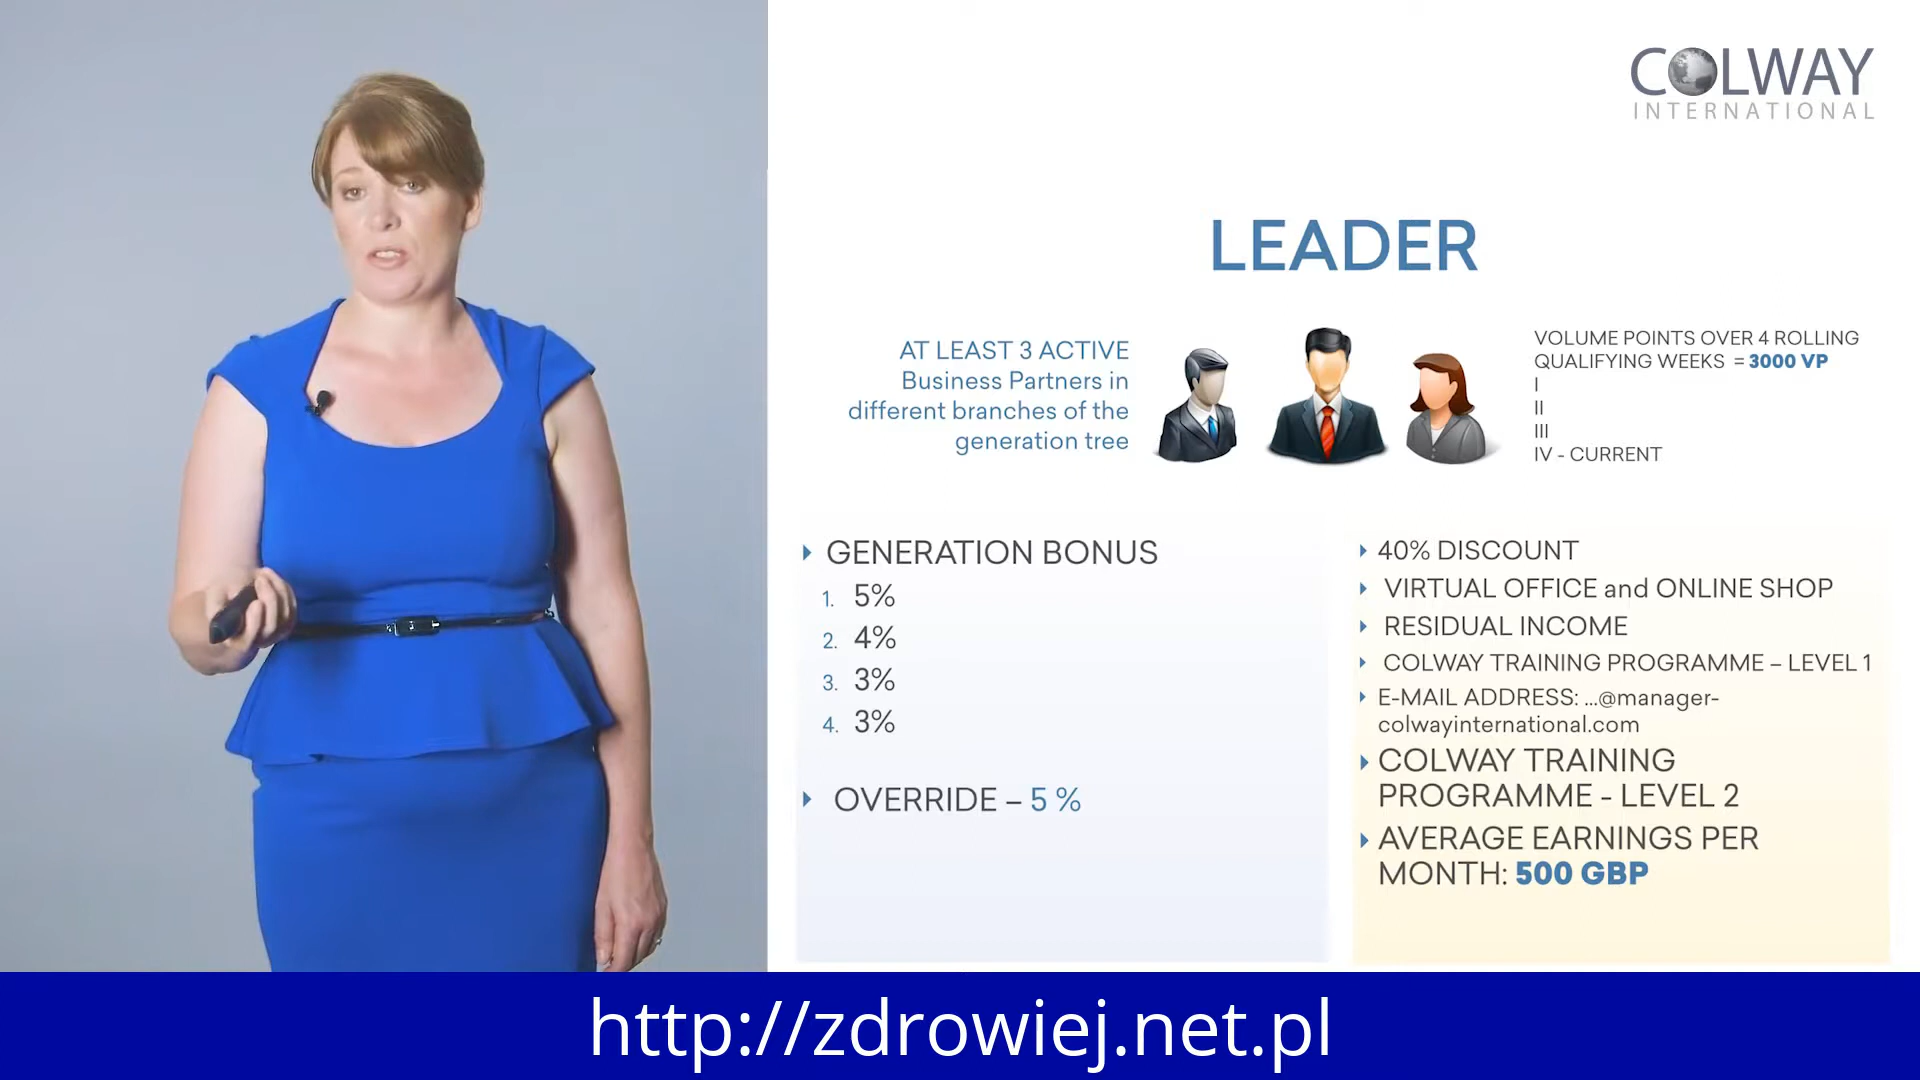 COLWAY
INTERNATIONAL
LEADER
AT LEAST 3 ACTIVE
Business Partners in
different branches of the
generation tree
VOLUME POINTS OVER 4 ROLLING
QUALIFYING WEEKS = 3000 VP
I
II
III
IV - CURRENT
GENERATION BONUS
1. 5%
2. 4%
3. 3%
4. 3%
OVERRIDE – 5 %
40% DISCOUNT
VIRTUAL OFFICE and ONLINE SHOP
RESIDUAL INCOME
COLWAY TRAINING PROGRAMME – LEVEL 1
E-MAIL ADDRESS: ...@manager-
colwayinternational.com
COLWAY TRAINING
PROGRAMME - LEVEL 2
AVERAGE EARNINGS PER
MONTH: 500 GBP
http://zdrowiej.net.pl